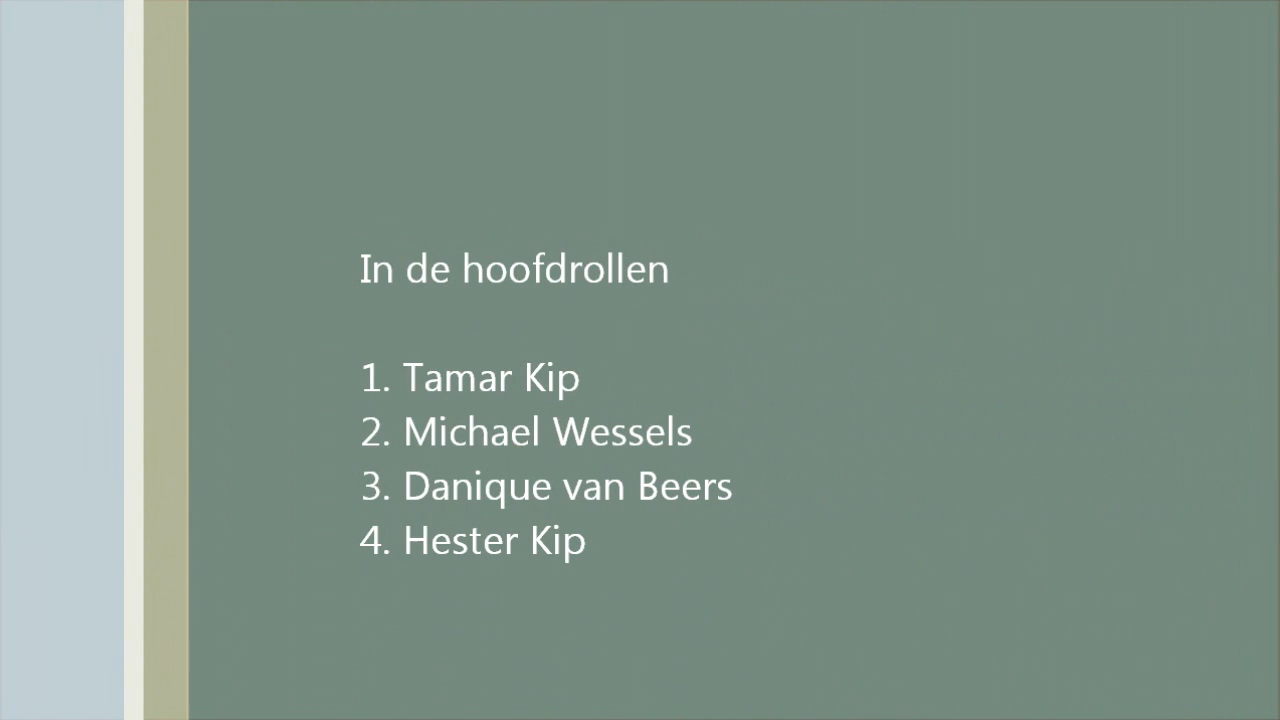 In de hoofdrollen
1. Tamar Kip
2. Michael Wessels
3. Danique van Beers
4. Hester Kip